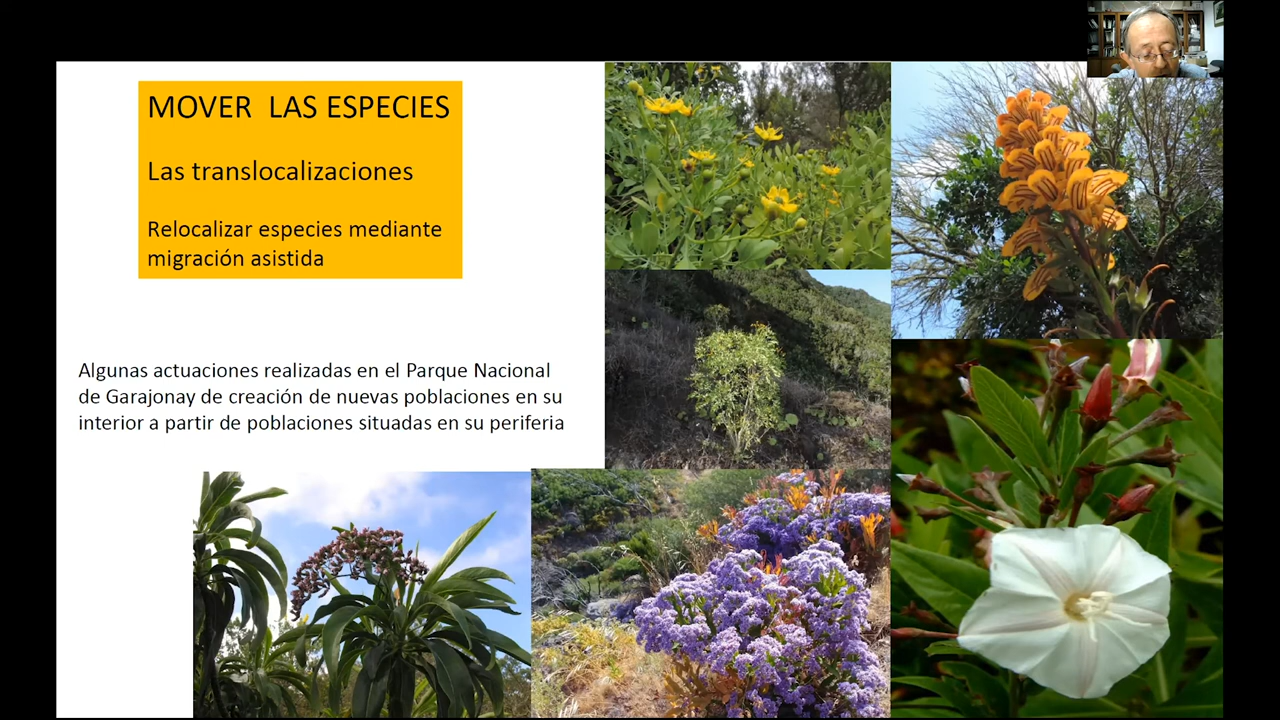 MOVER LAS ESPECIES
Las translocalizaciones
Relocalizar especies mediante
migración asistida
Algunas actuaciones realizadas en el Parque Nacional
de Garajonay de creación de nuevas poblaciones en su
interior a partir de poblaciones situadas en su periferia